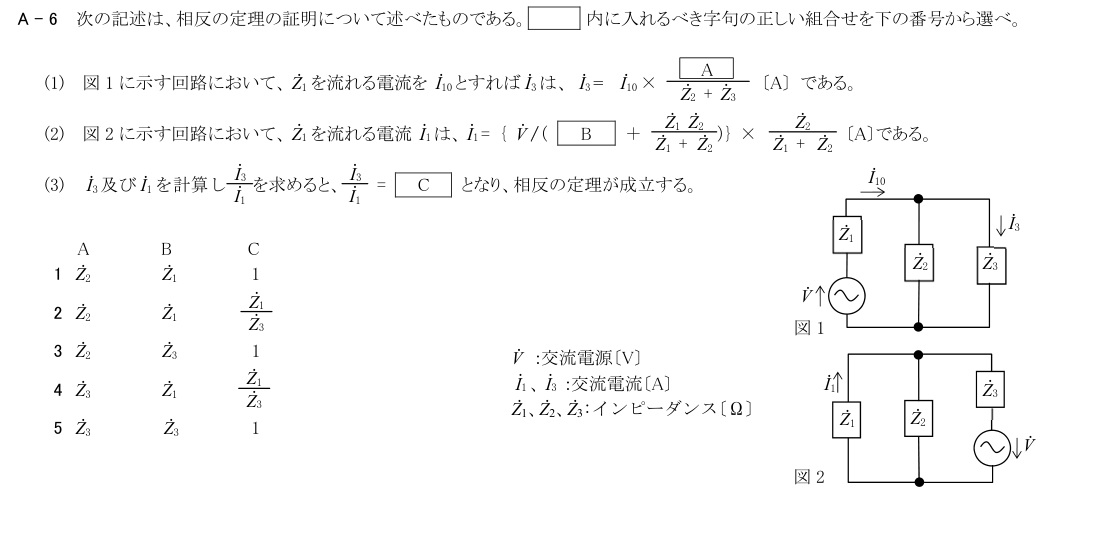 A－6 次の記述は、相反の定理の証明について述べたものである。 内に入れるべき字句の正しい組合せを下の番号から選べ。
(1) 図1に示す回路において、Ż₁を流れる電流を İ₁₀とすればİ₃は、 İ₃= İ₁₀× A / (Ż₂ + Ż₃) 〔A〕 である。
(2) 図2に示す回路において、Ż₁を流れる電流 İ₁は、İ₁= { V̇/( B + Ż₁ Ż₂ / (Ż₁ + Ż₂) )} × Ż₂ / (Ż₁ + Ż₂) 〔A〕である。
(3) İ₃及びİ₁を計算しİ₃/İ₁を求めると、İ₃/İ₁ = C となり、相反の定理が成立する。
A B C
1 Ż₂ Ż₁ 1
2 Ż₂ Ż₁ Ż₁/Ż₃
3 Ż₂ Ż₃ 1
4 Ż₃ Ż₁ Ż₁/Ż₃
5 Ż₃ Ż₃ 1
V̇ :交流電源〔V〕
İ₁、İ₃ :交流電流〔A〕
Ż₁、Ż₂、Ż₃:インピーダンス〔Ω〕
İ₁₀
Ż₁ Ż₂ Ż₃ İ₃
V̇
図1
İ₁ Ż₁ Ż₂ Ż₃
V̇
図2